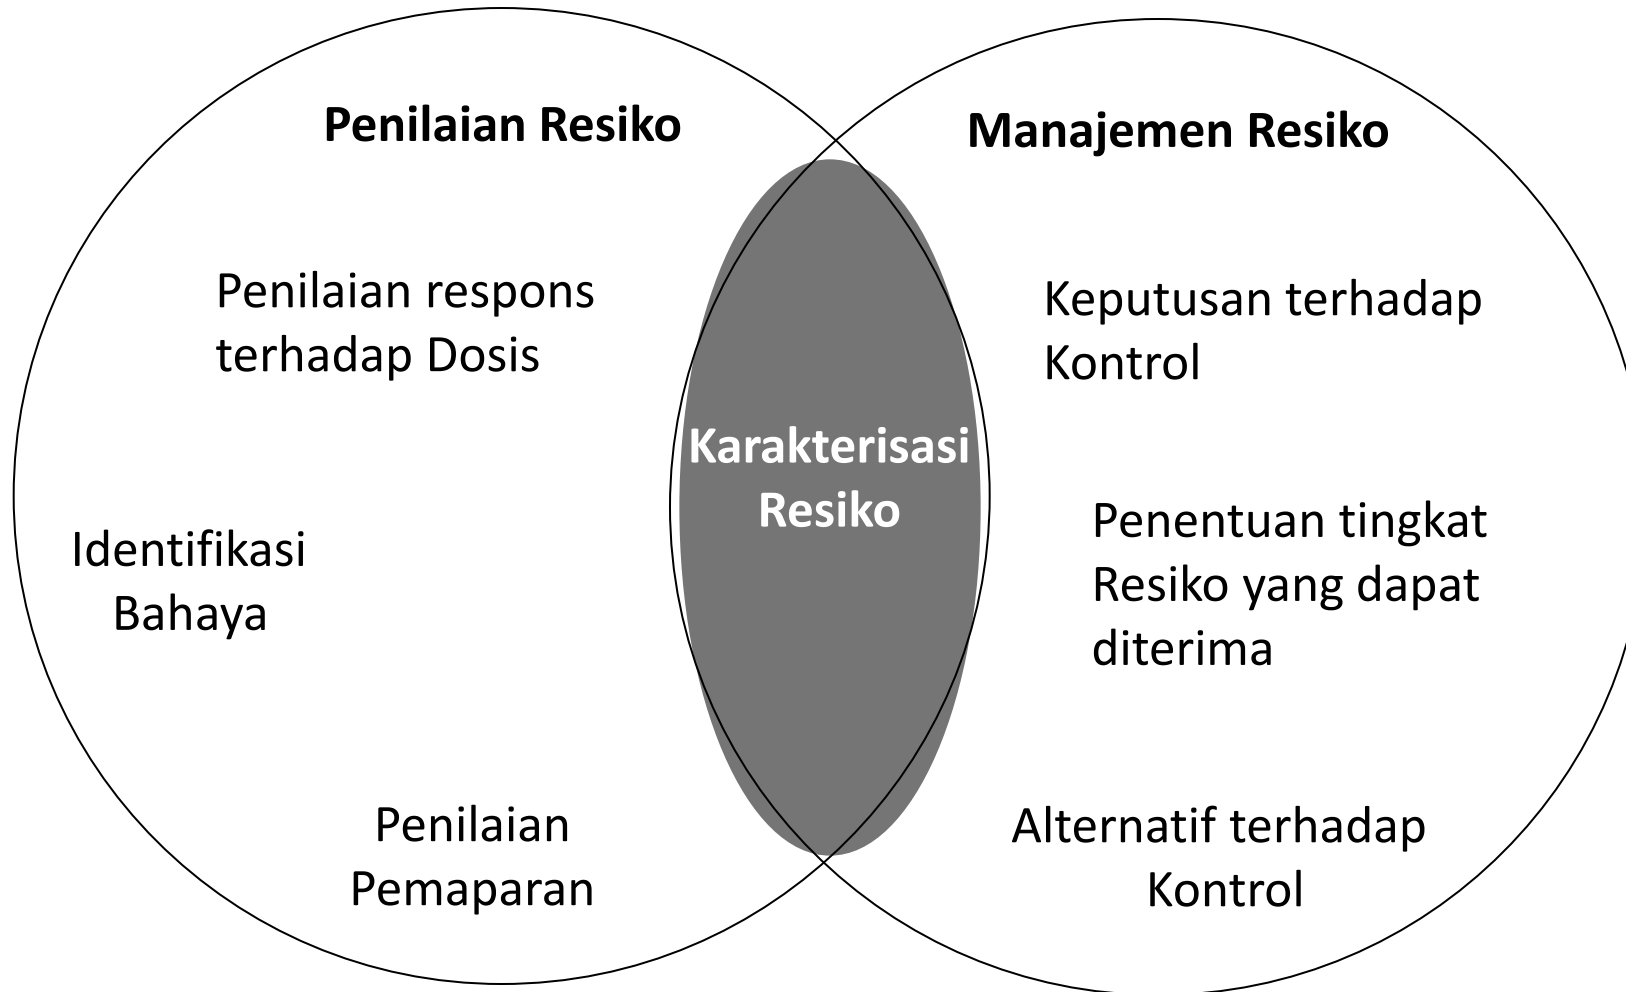 Penilaian Resiko
Penilaian respons
terhadap Dosis
Identifikasi
Bahaya
Penilaian
Pemaparan
Karakterisasi
Resiko
Manajemen Resiko
Keputusan terhadap
Kontrol
Penentuan tingkat
Resiko yang dapat
diterima
Alternatif terhadap
Kontrol